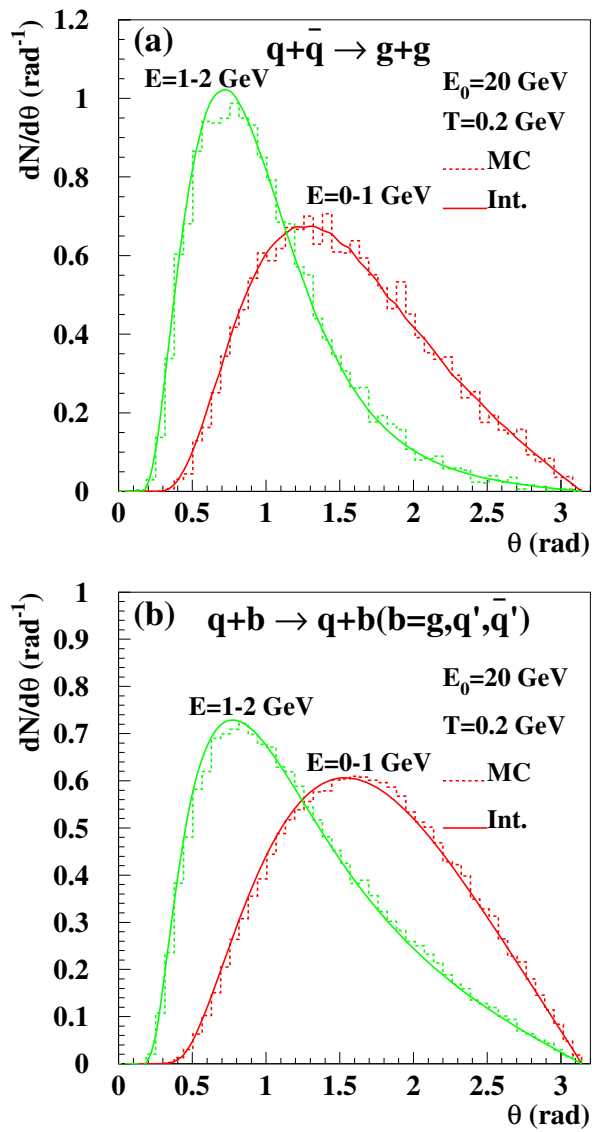 (a)
q+q̄ → g+g
E=1-2 GeV
E₀=20 GeV
T=0.2 GeV
MC
E=0-1 GeV
Int.
dN/dθ (rad⁻¹)
1.2
1
0.8
0.6
0.4
0.2
0
0 0.5 1 1.5 2 2.5 3
θ (rad)
(b)
q+b → q+b(b=g,q',q̄')
E₀=20 GeV
E=1-2 GeV
T=0.2 GeV
E=0-1 GeV
MC
Int.
dN/dθ (rad⁻¹)
1
0.9
0.8
0.7
0.6
0.5
0.4
0.3
0.2
0.1
0
0 0.5 1 1.5 2 2.5 3
θ (rad)